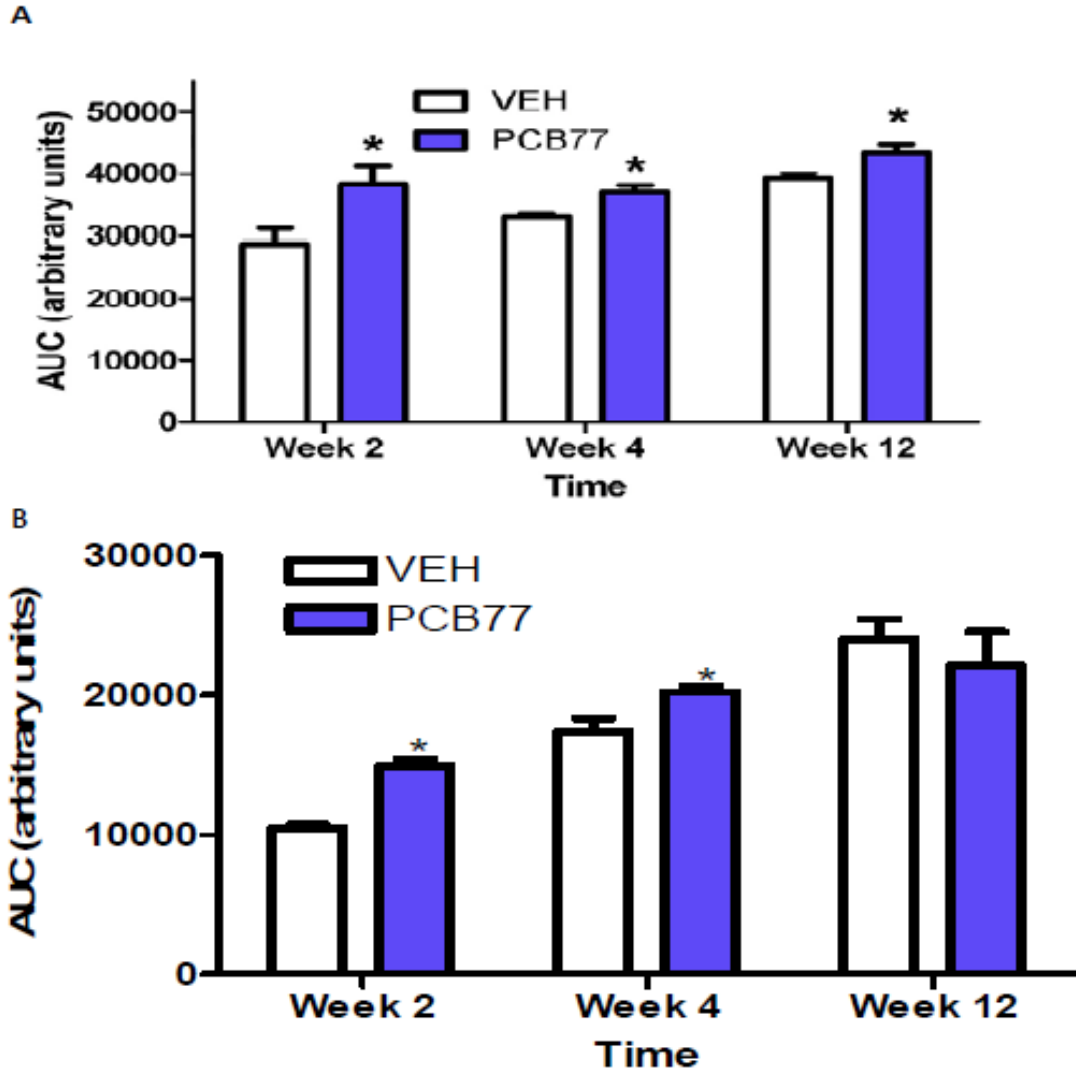 A
VEH
PCB77
AUC (arbitrary units)
50000
40000
30000
20000
10000
0
*
*
*
Week 2 Week 4 Week 12
Time
B
VEH
PCB77
AUC (arbitrary units)
30000
20000
10000
0
*
*
Week 2 Week 4 Week 12
Time